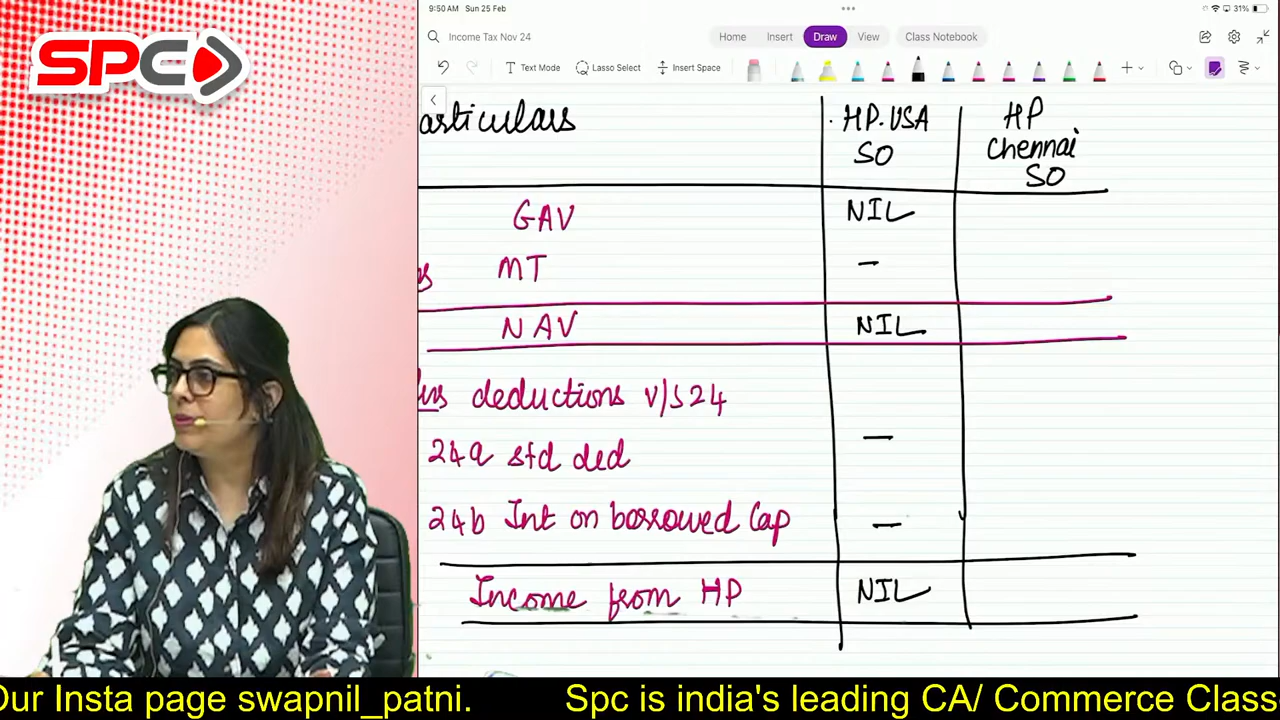 9:50 AM Sun 25 Feb
31%
SPC
Income Tax Nov 24
Home Insert Draw View Class Notebook
Text Mode Lasso Select Insert Space
articulars
HP. USA
SO
HP
Chennai
SO
GAV NIL
MT –
NAV NIL
deductions v/s 24
24a std ded –
24b Int on borrowed Cap –
Income from HP NIL
Our Insta page swapnil_patni. Spc is india's leading CA/ Commerce Class